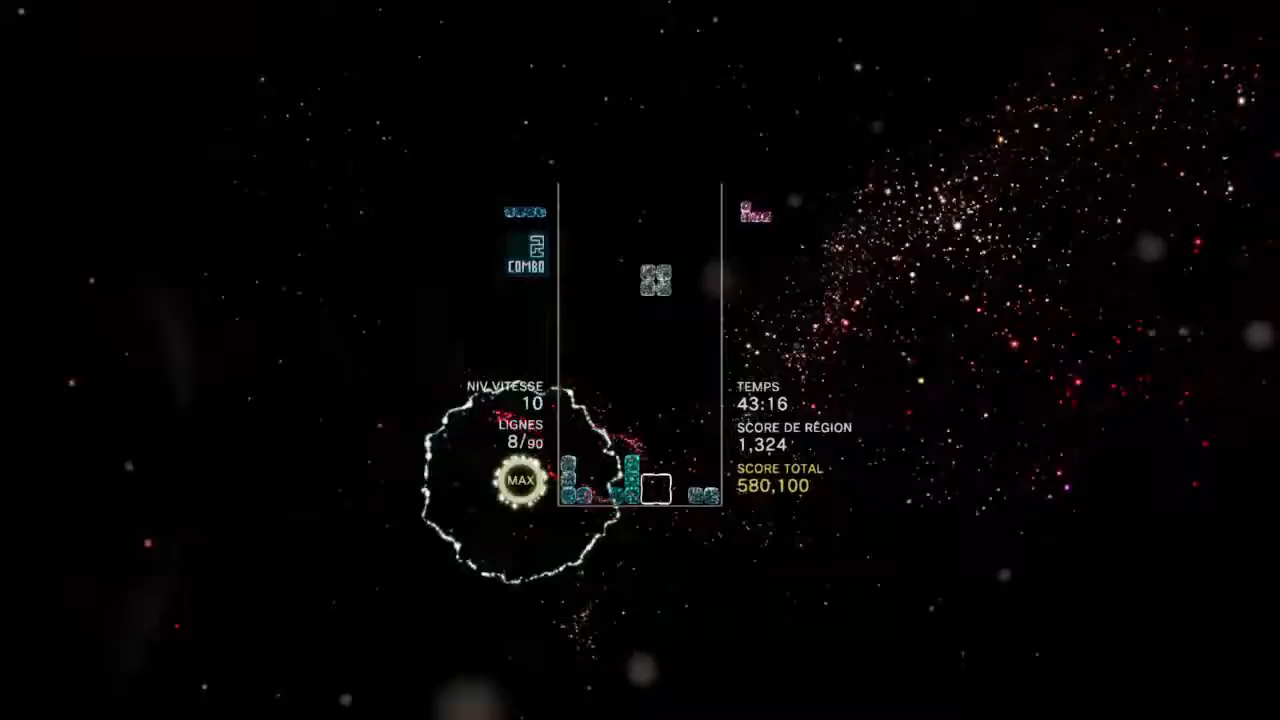 2
COMBO
NIV. VITESSE
10
LIGNES
8/90
MAX
TEMPS
43:16
SCORE DE RÉGION
1,324
SCORE TOTAL
580,100